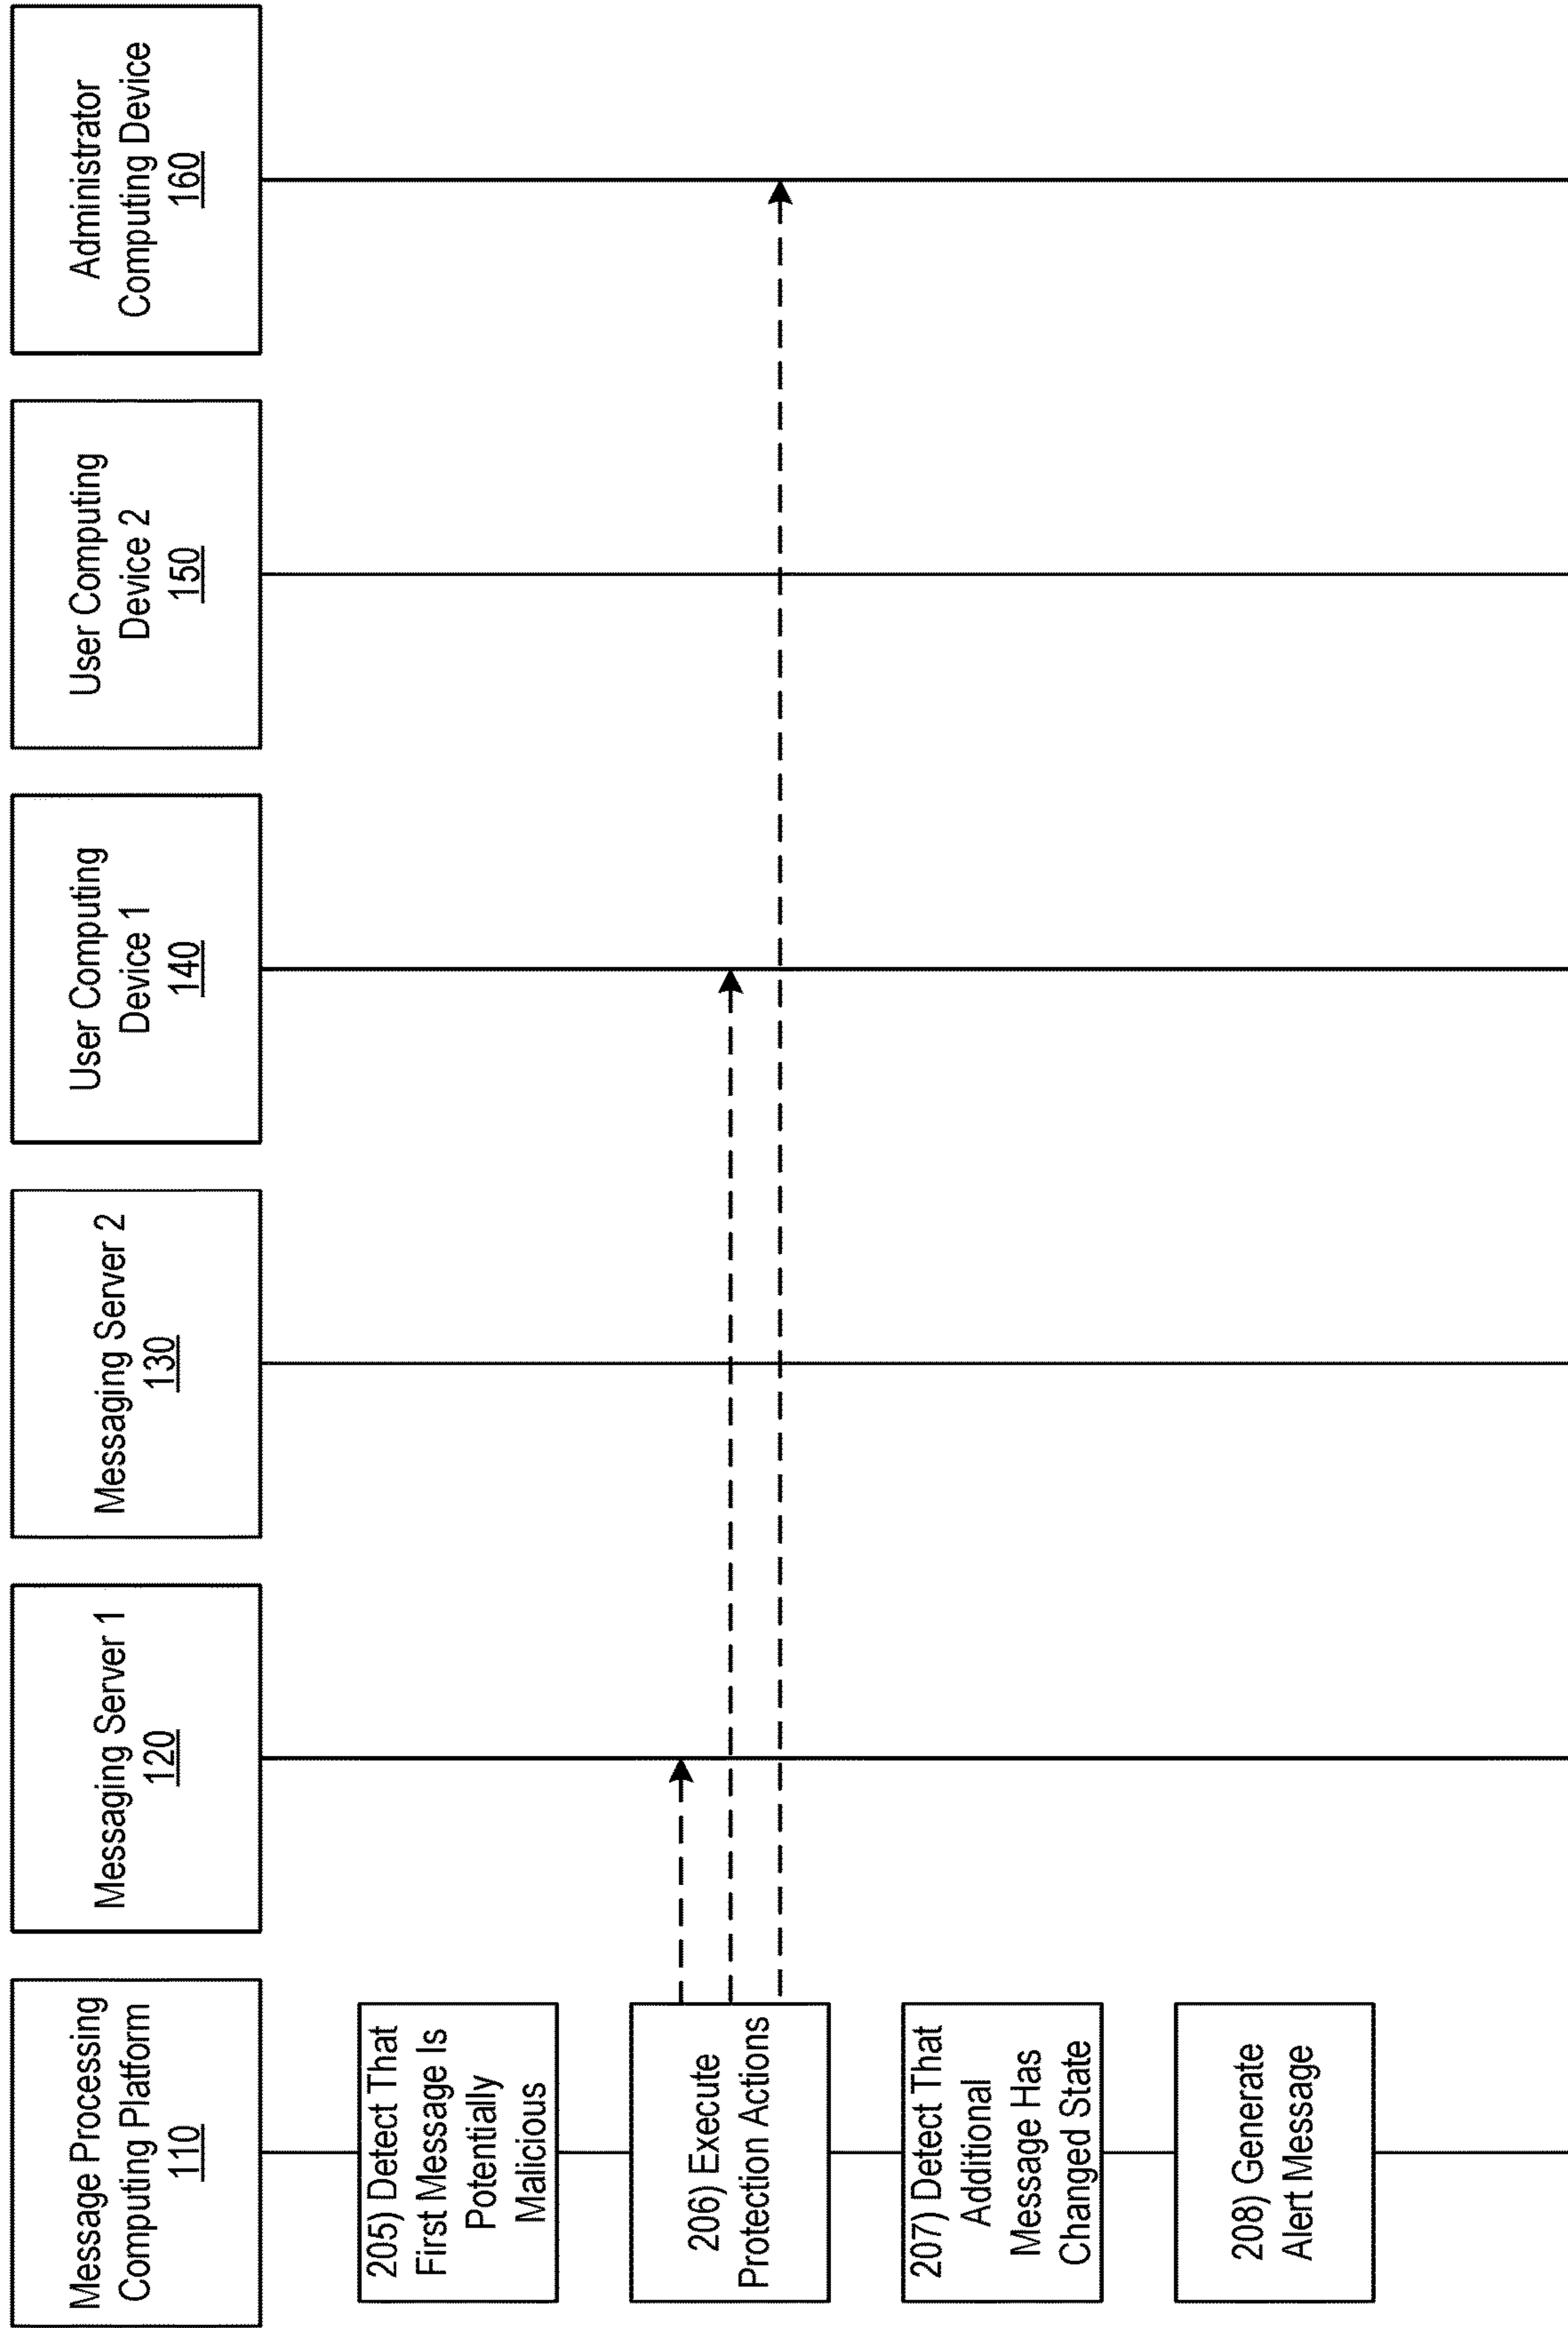 Message Processing
Computing Platform
110
Messaging Server 1
120
Messaging Server 2
130
User Computing
Device 1
140
User Computing
Device 2
150
Administrator
Computing Device
160
205) Detect That
First Message Is
Potentially
Malicious
206) Execute
Protection Actions
207) Detect That
Additional
Message Has
Changed State
208) Generate
Alert Message